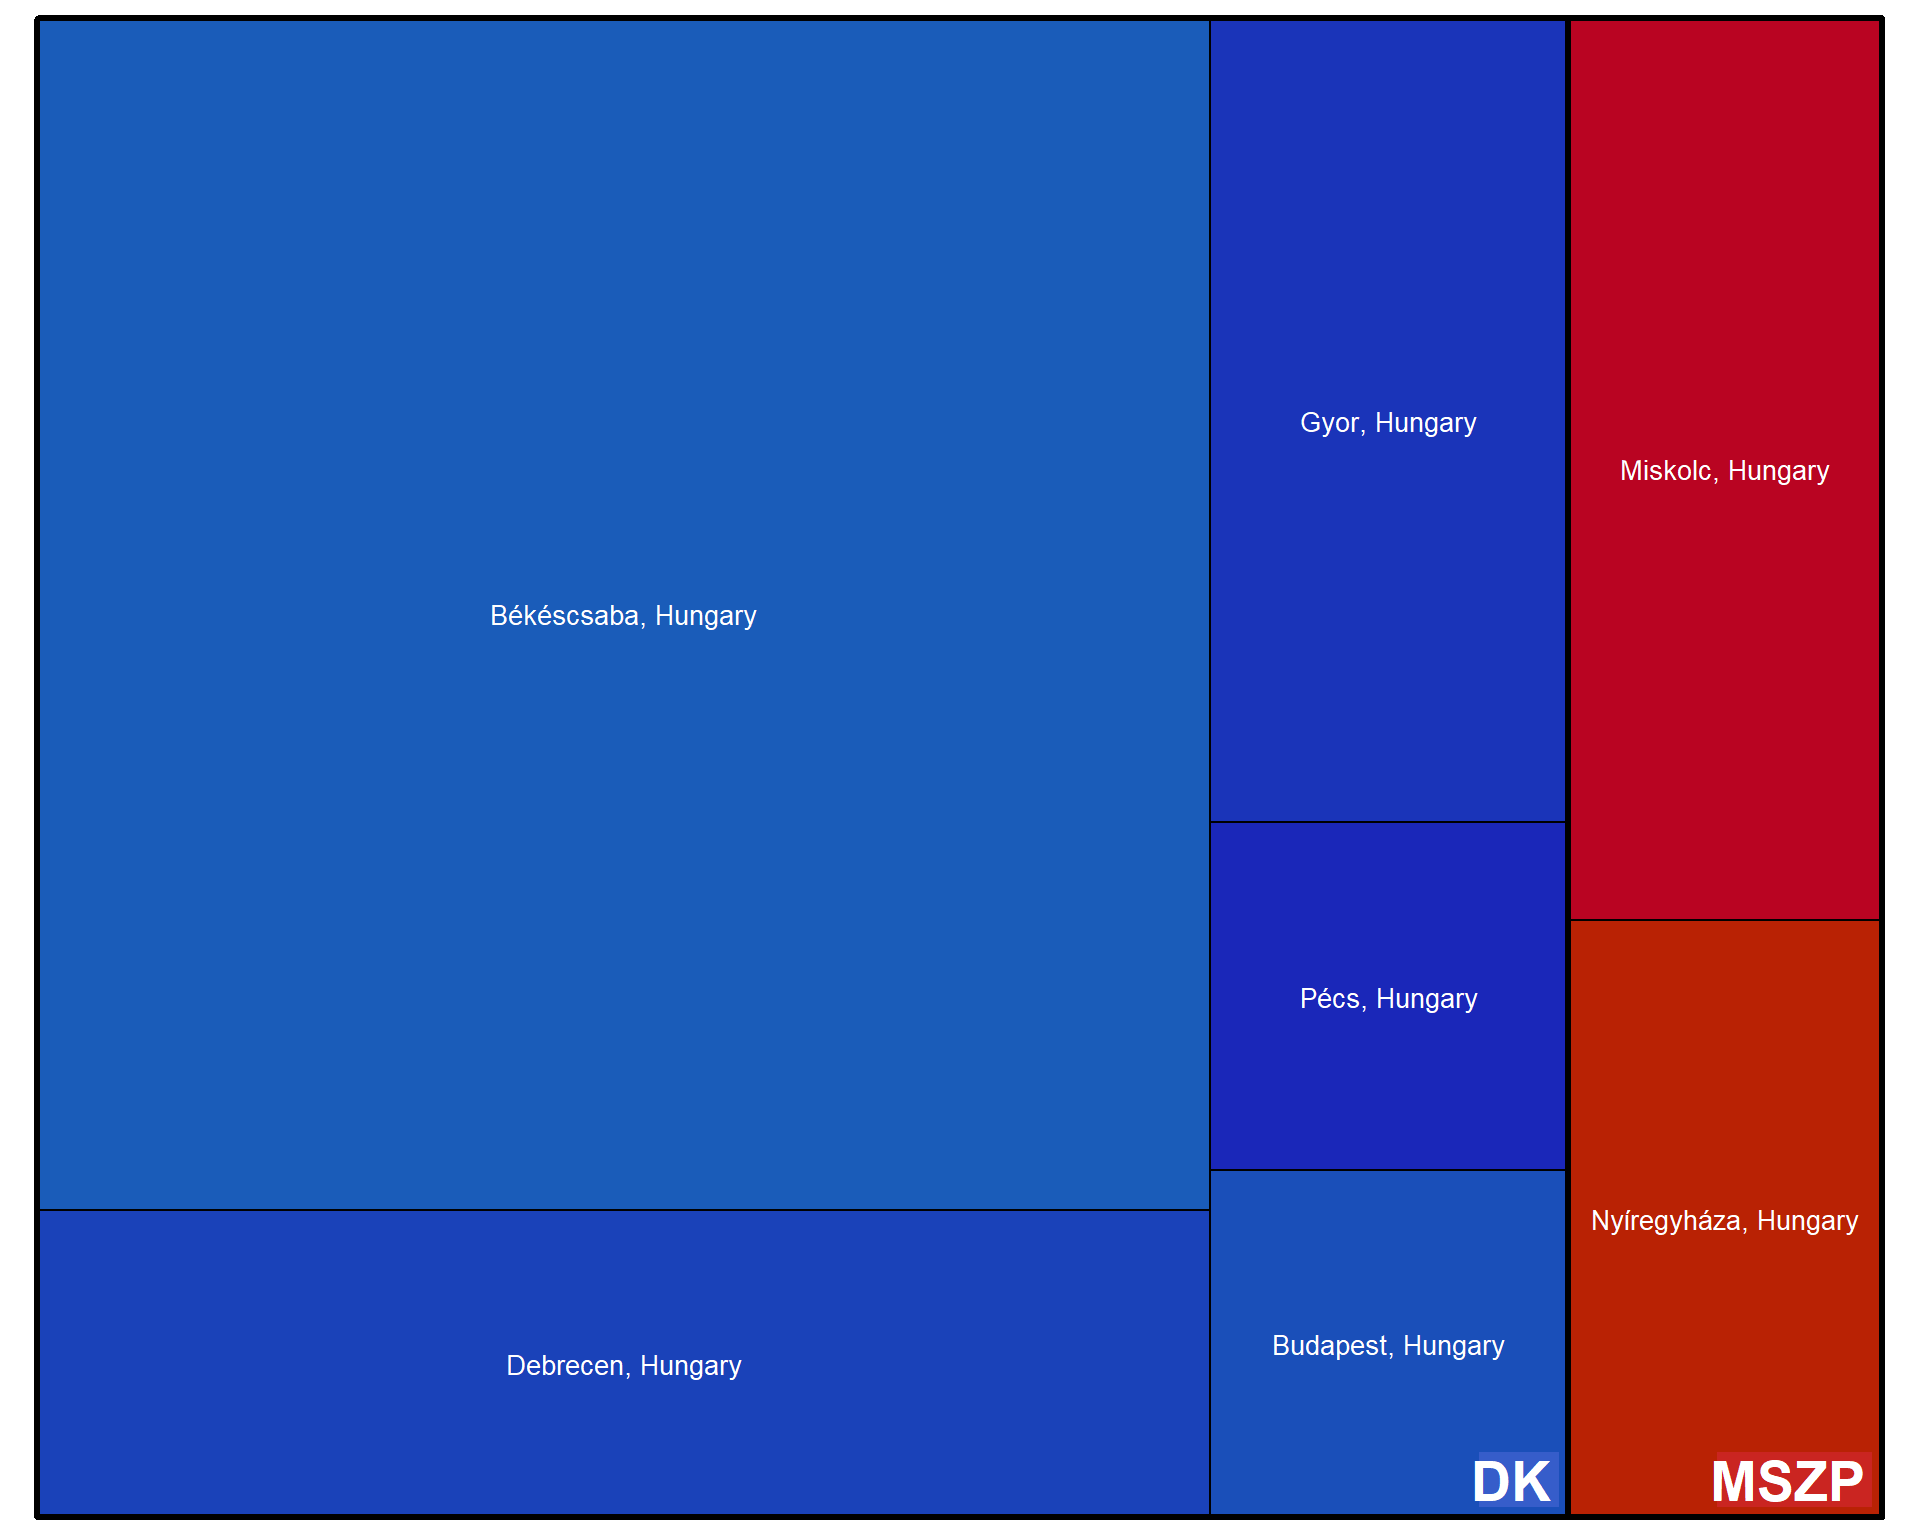 Békéscsaba, Hungary
Debrecen, Hungary
Gyor, Hungary
Pécs, Hungary
Budapest, Hungary
DK
Miskolc, Hungary
Nyíregyháza, Hungary
MSZP